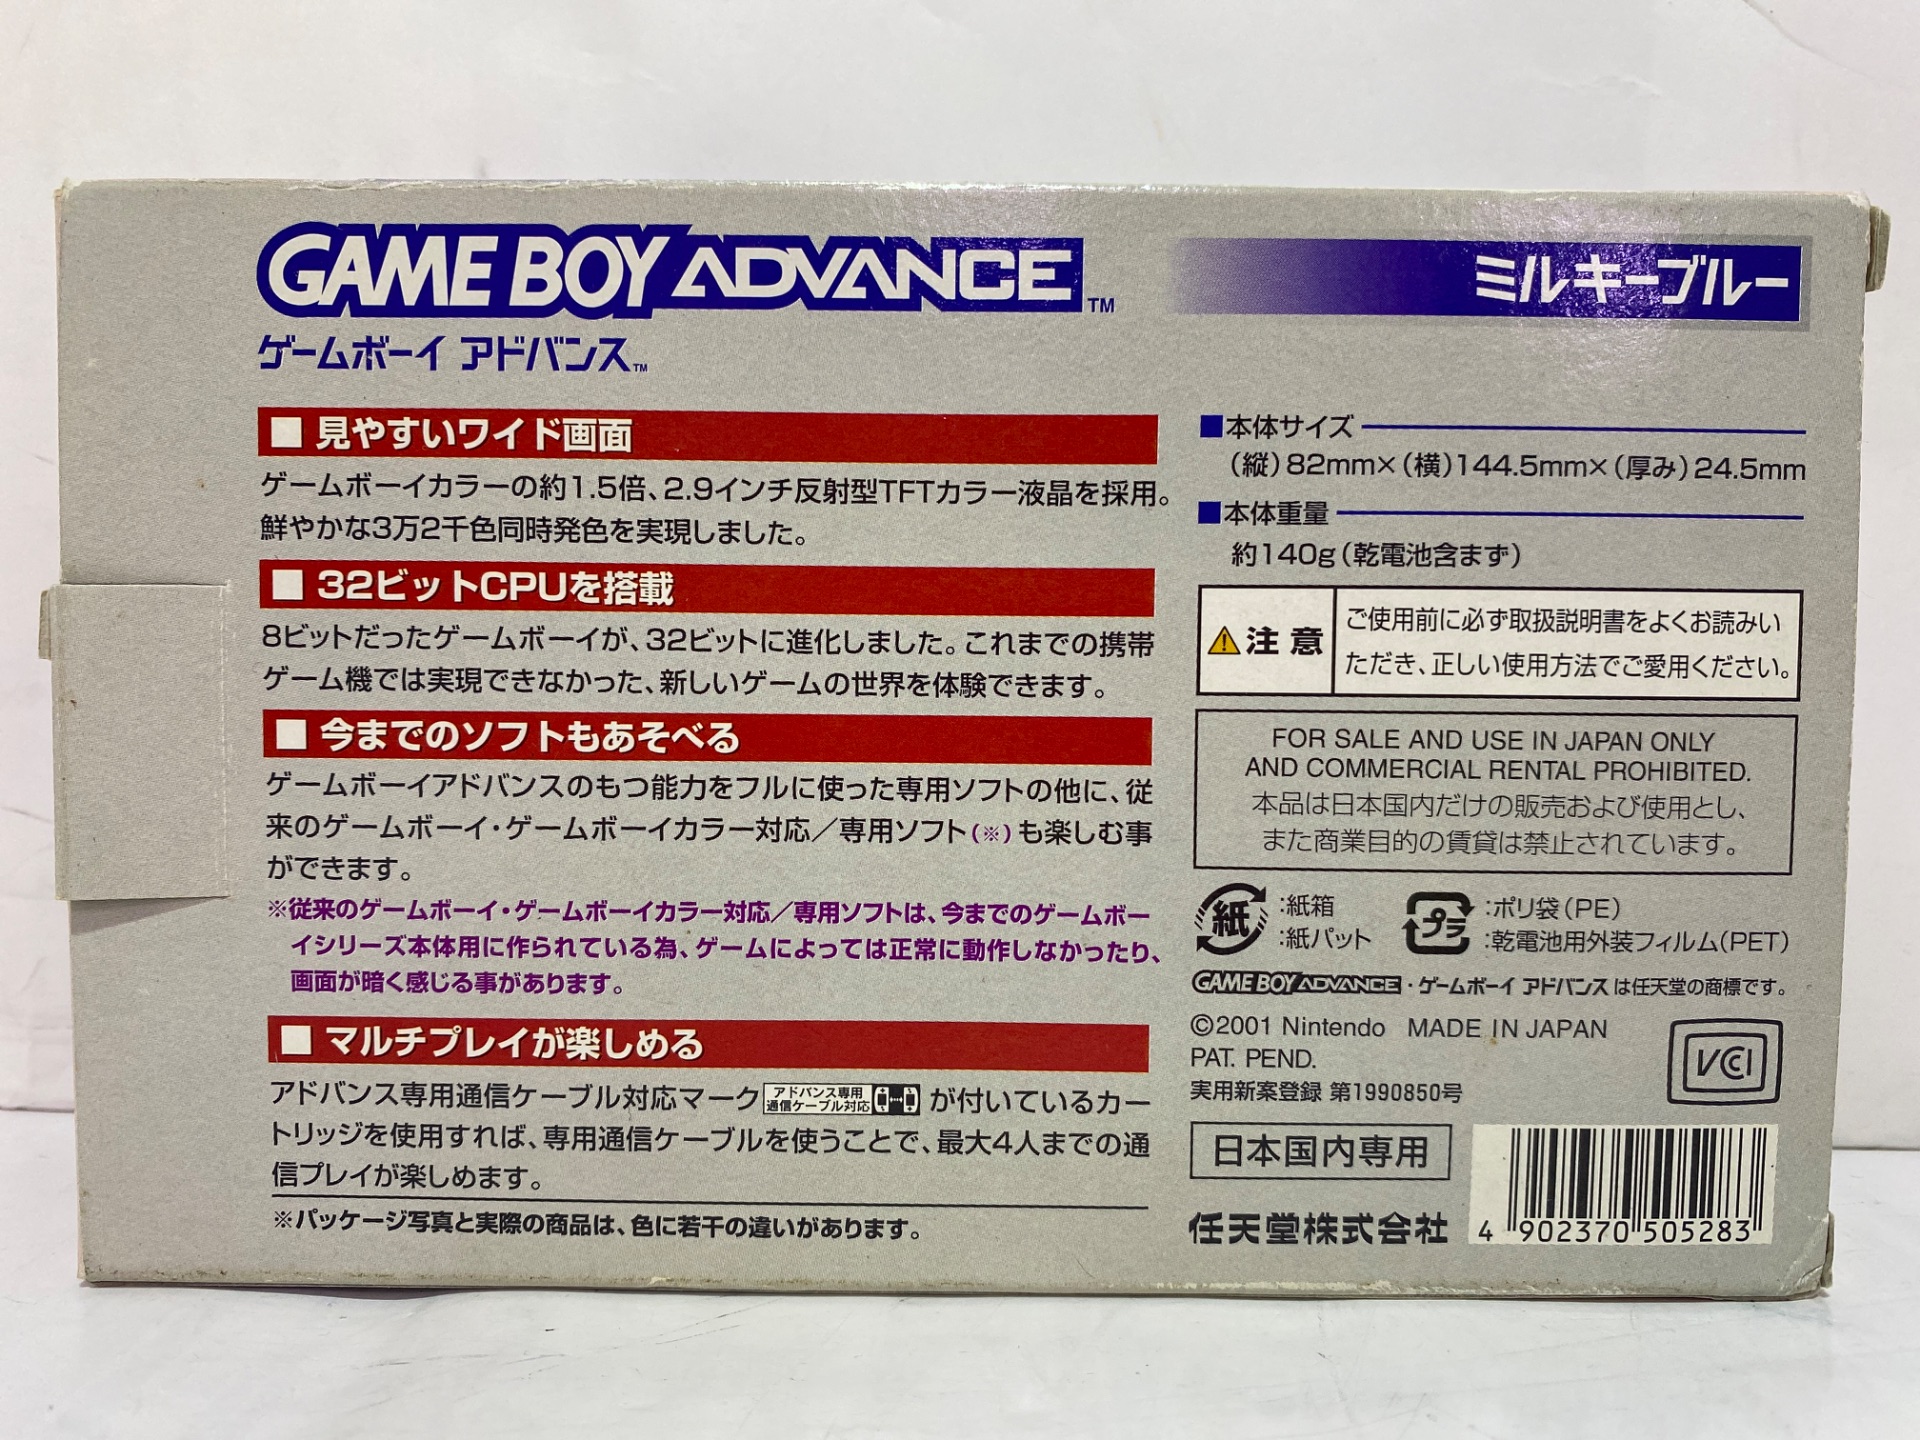 GAME BOY ADVANCE™
ゲームボーイ アドバンス™
ミルキーブルー
■ 見やすいワイド画面
ゲームボーイカラーの約1.5倍、2.9インチ反射型TFTカラー液晶を採用。
鮮やかな3万2千色同時発色を実現しました。
■ 32ビットCPUを搭載
8ビットだったゲームボーイが、32ビットに進化しました。これまでの携帯
ゲーム機では実現できなかった、新しいゲームの世界を体験できます。
■ 今までのソフトもあそべる
ゲームボーイアドバンスのもつ能力をフルに使った専用ソフトの他に、従
来のゲームボーイ・ゲームボーイカラー対応／専用ソフト(※)も楽しむ事
ができます。
※従来のゲームボーイ・ゲームボーイカラー対応／専用ソフトは、今までのゲームボー
イシリーズ本体用に作られている為、ゲームによっては正常に動作しなかったり、
画面が暗く感じる事があります。
■ マルチプレイが楽しめる
アドバンス専用通信ケーブル対応マーク アドバンス専用 通信ケーブル対応 が付いているカー
トリッジを使用すれば、専用通信ケーブルを使うことで、最大4人までの通
信プレイが楽しめます。
※パッケージ写真と実際の商品は、色に若干の違いがあります。
■本体サイズ
(縦)82mm×(横)144.5mm×(厚み)24.5mm
■本体重量
約140g(乾電池含まず)
注意
ご使用前に必ず取扱説明書をよくお読みい
ただき、正しい使用方法でご愛用ください。
FOR SALE AND USE IN JAPAN ONLY
AND COMMERCIAL RENTAL PROHIBITED.
本品は日本国内だけの販売および使用とし、
また商業目的の賃貸は禁止されています。
紙 :紙箱
:紙パット
プラ :ポリ袋(PE)
:乾電池用外装フィルム(PET)
GAME BOY ADVANCE・ゲームボーイ アドバンスは任天堂の商標です。
©2001 Nintendo MADE IN JAPAN
PAT. PEND.
実用新案登録 第1990850号
VCCI
日本国内専用
任天堂株式会社
4 902370 505283